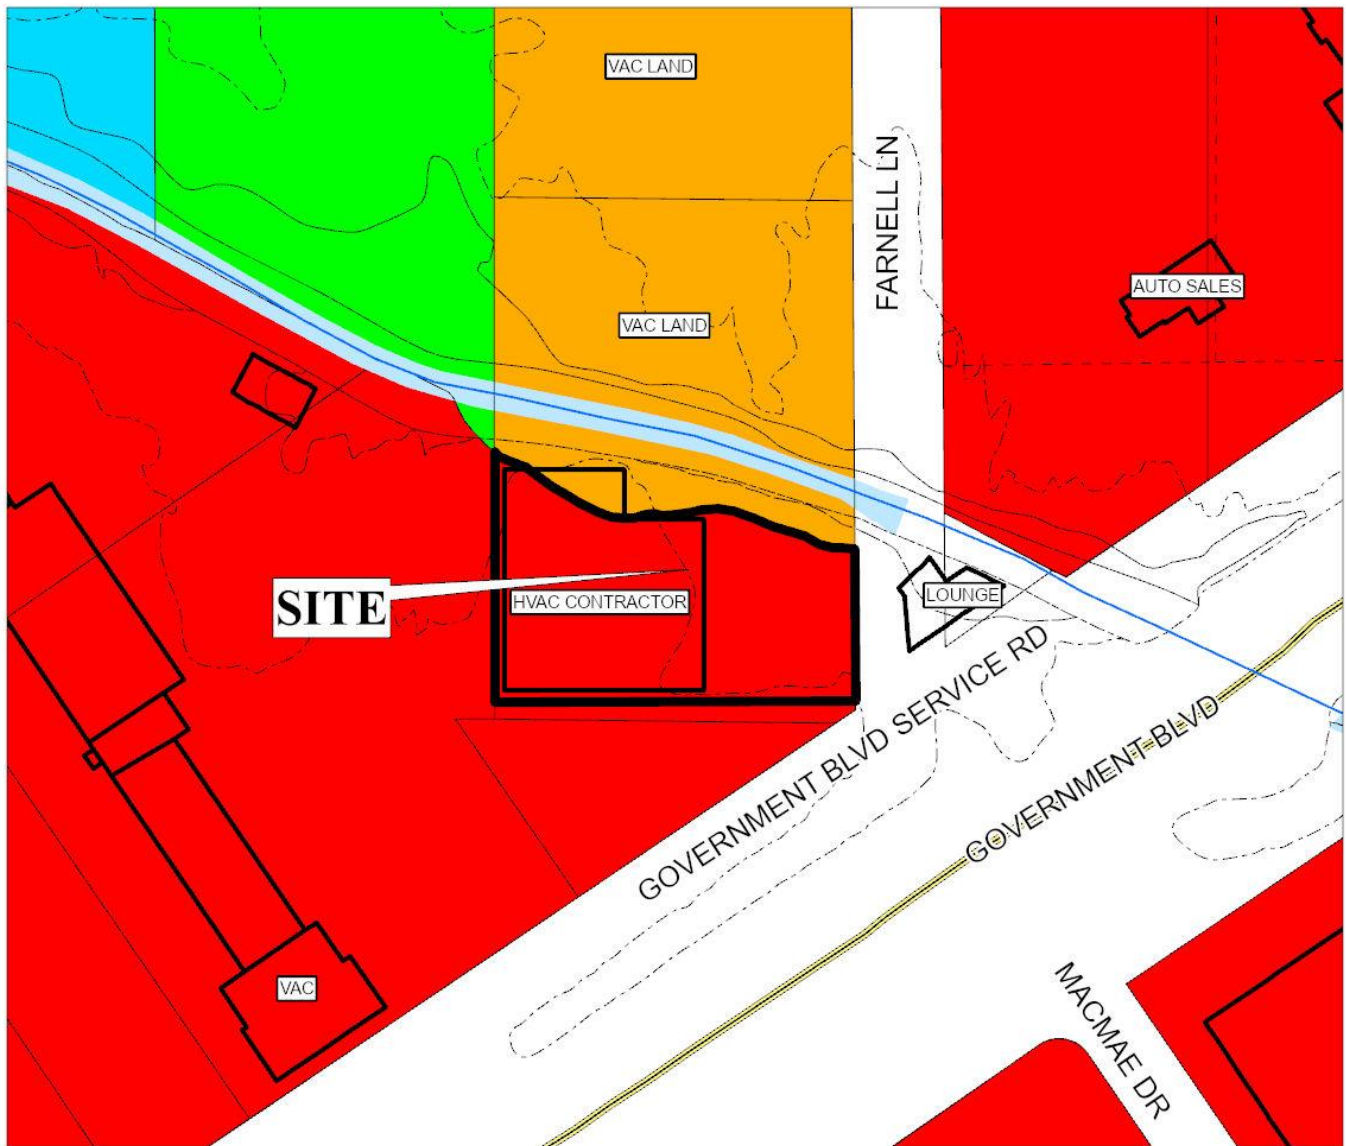 VAC LAND
FARNELL LN
AUTO SALES
VAC LAND
SITE
HVAC CONTRACTOR
LOUNGE
GOVERNMENT BLVD SERVICE RD
GOVERNMENT BLVD
VAC
MACMAE DR